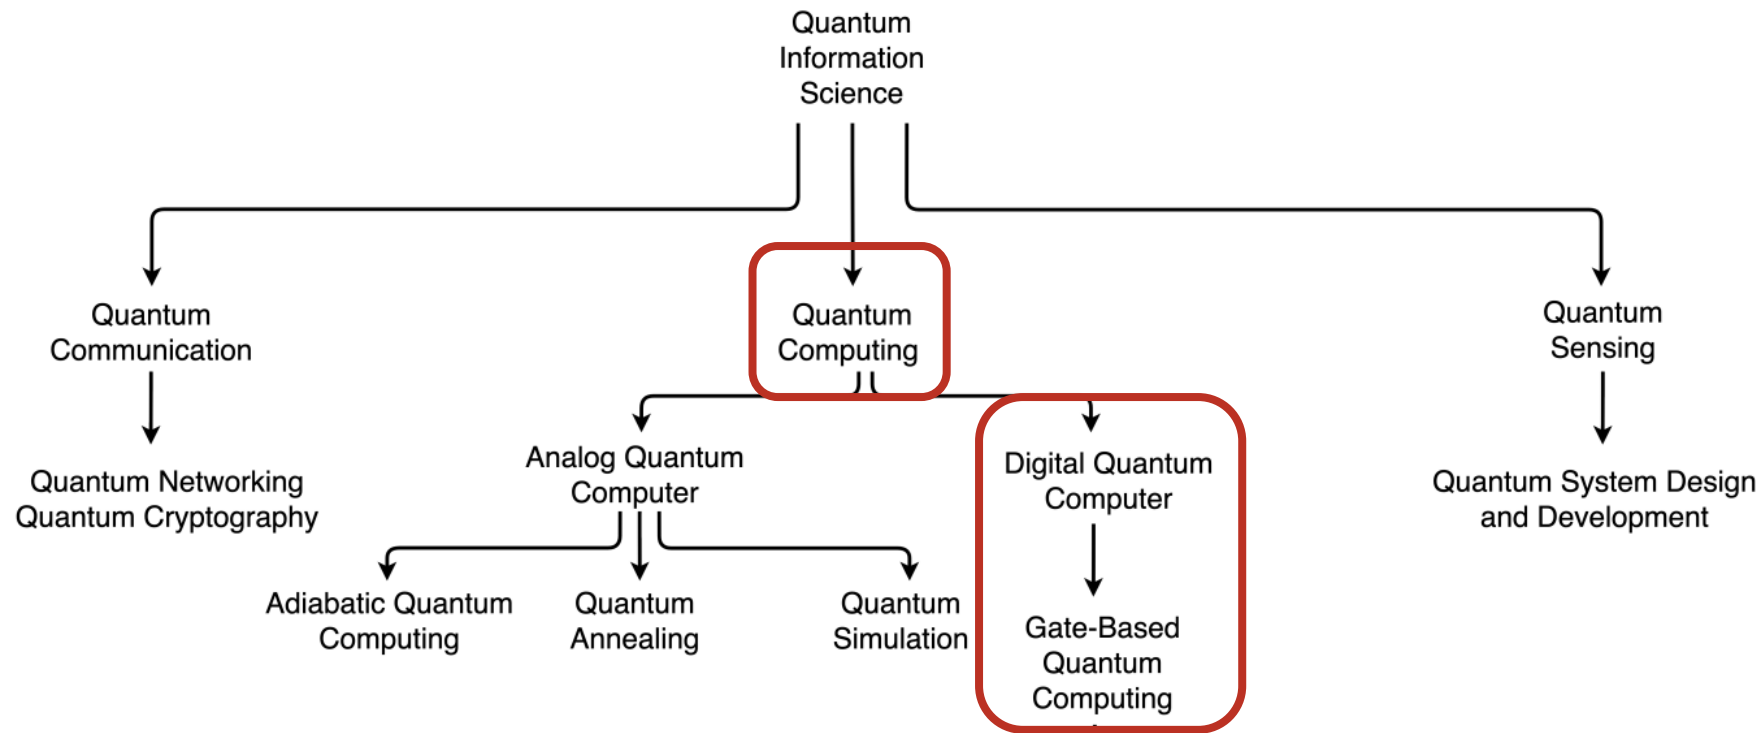 Quantum
Information
Science
Quantum
Communication
Quantum
Computing
Quantum
Sensing
Analog Quantum
Computer
Digital Quantum
Computer
Quantum Networking
Quantum Cryptography
Quantum System Design
and Development
Adiabatic Quantum
Computing
Quantum
Annealing
Quantum
Simulation
Gate-Based
Quantum
Computing